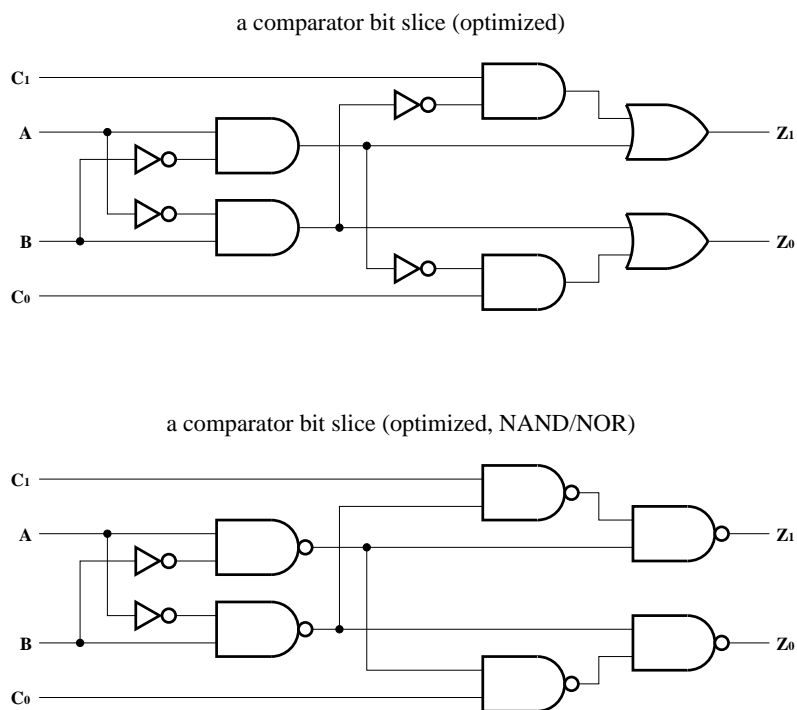 a comparator bit slice (optimized)
C1
A
Z1
B
Z0
C0
a comparator bit slice (optimized, NAND/NOR)
C1
A
Z1
B
Z0
C0